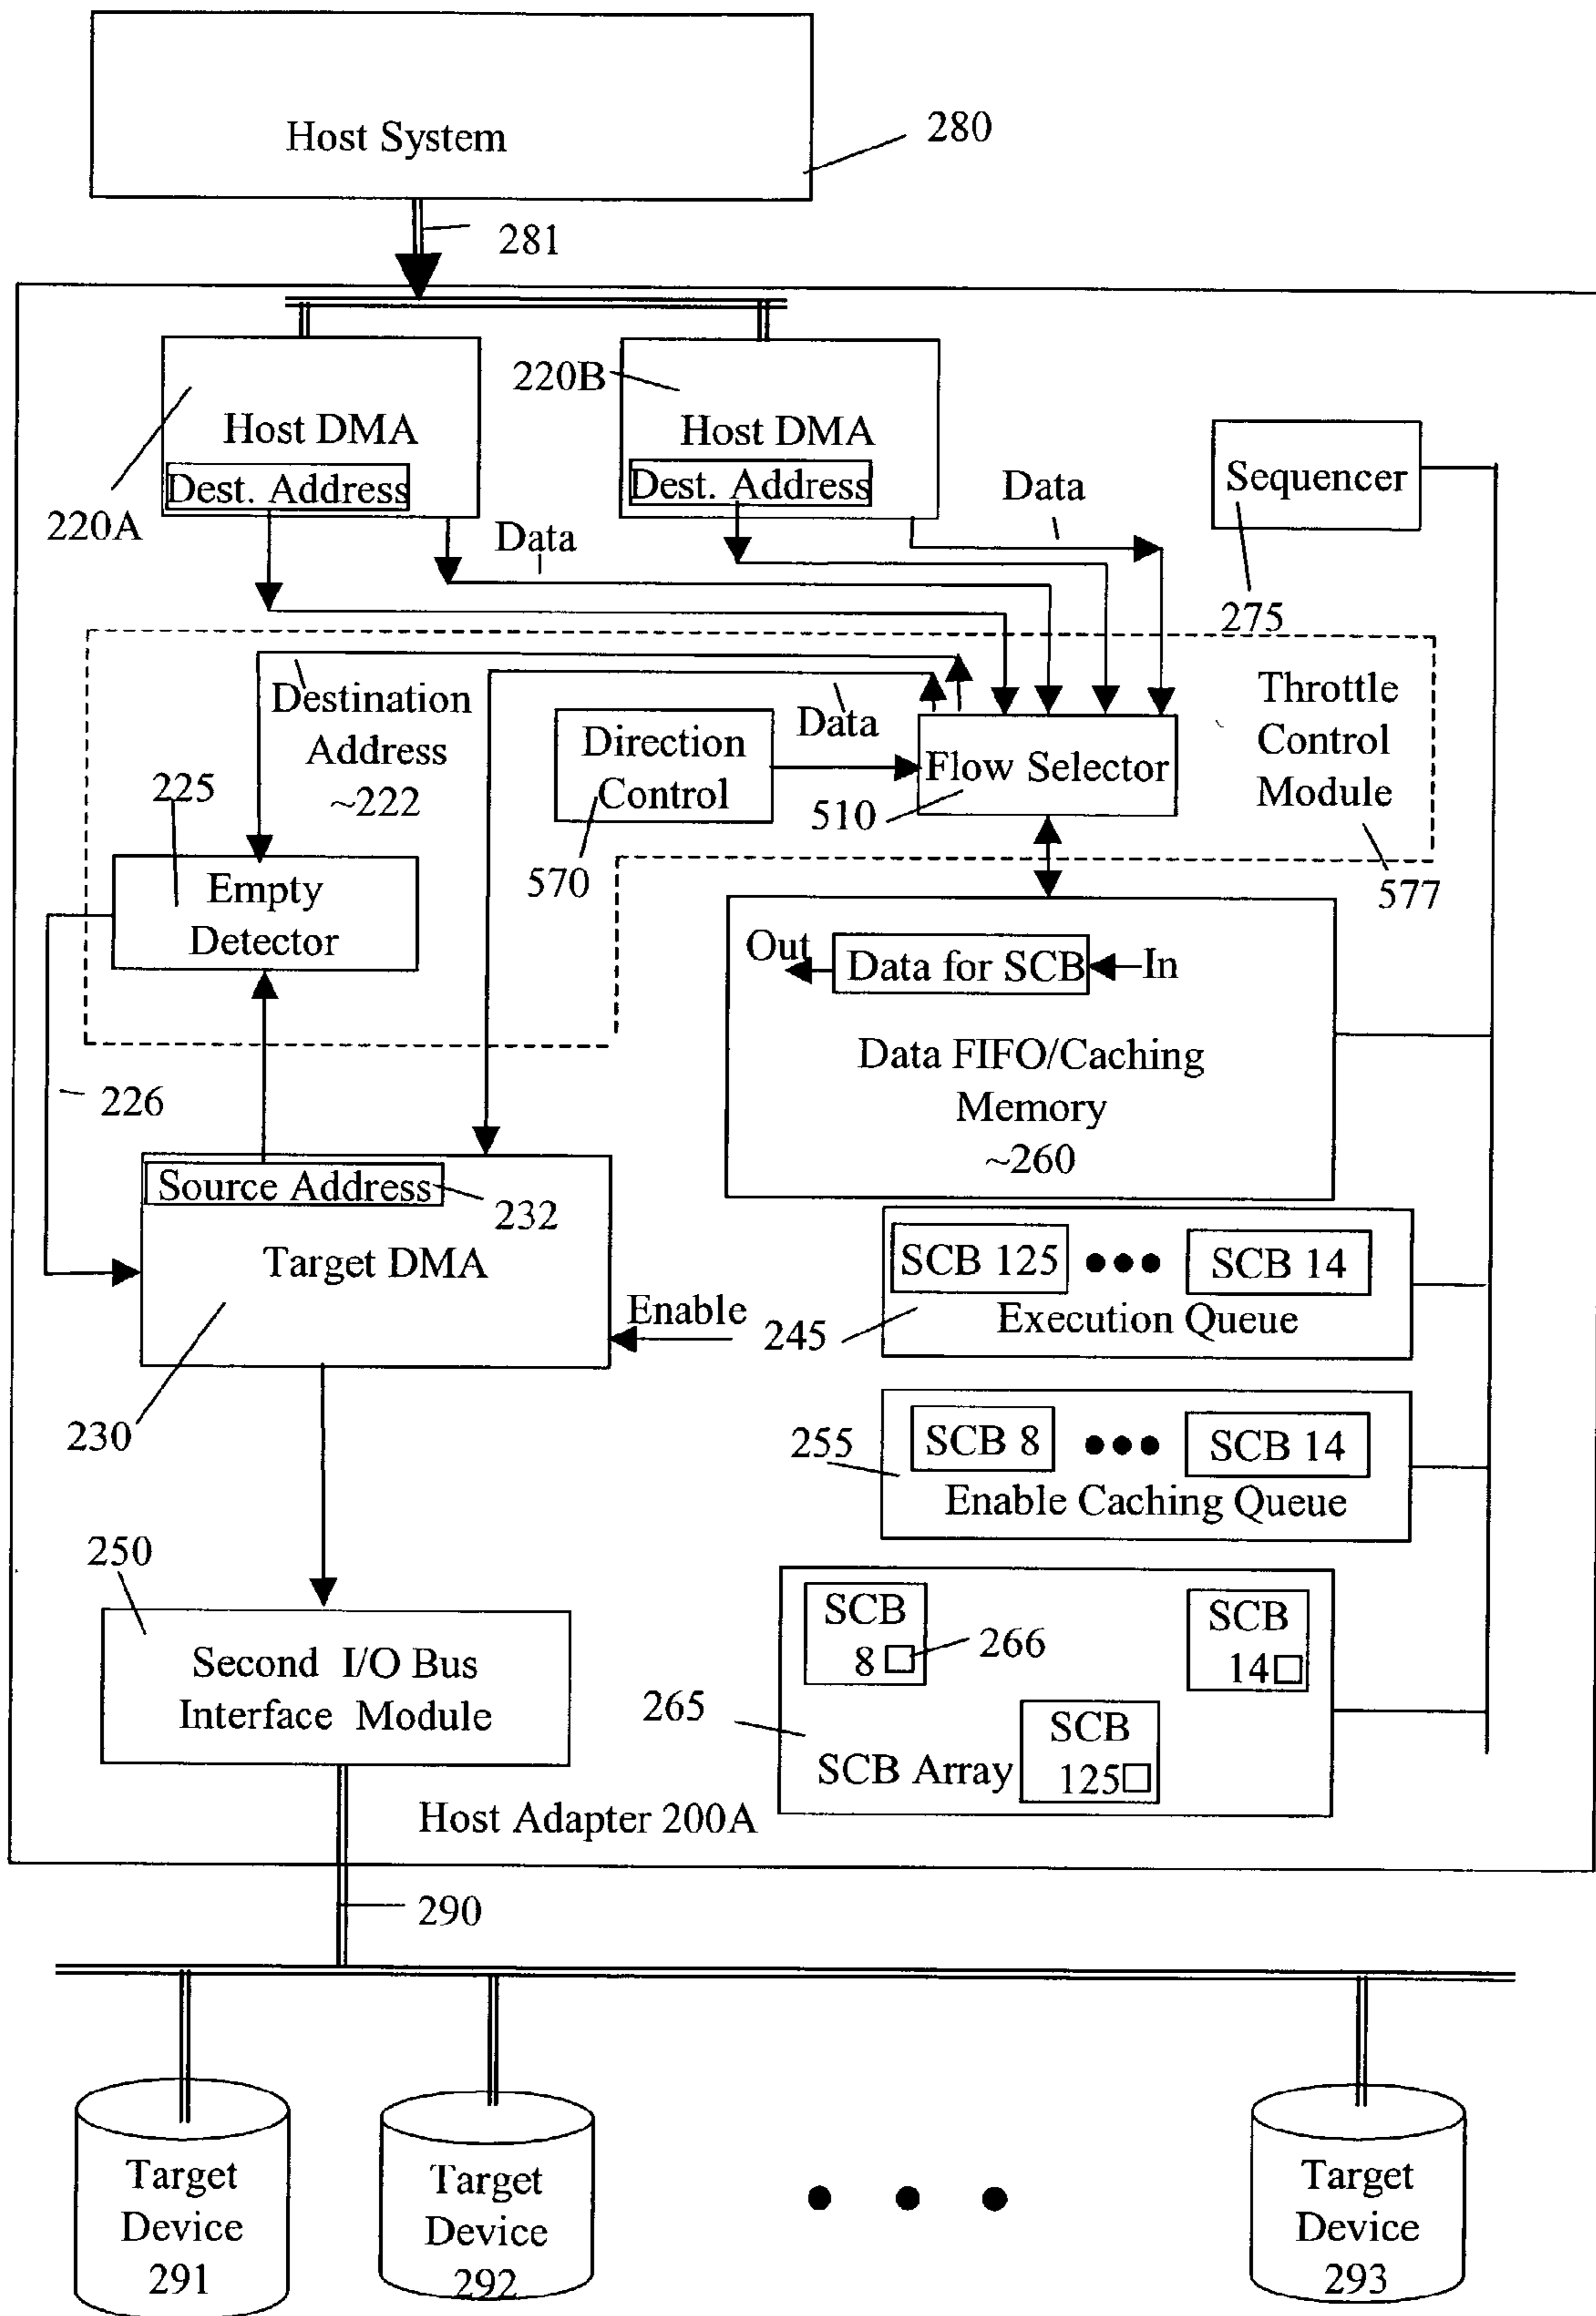 Host System
280
281
220B
Host DMA
Host DMA
Dest. Address
Dest. Address
Data
Sequencer
220A
Data
275
Destination
Address
~222
Data
Throttle
Control
Module
Direction
Control
Flow Selector
225
510
570
577
Empty
Detector
Out
Data for SCB
In
Data FIFO/Caching
Memory
~260
226
Source Address
232
Target DMA
SCB 125
SCB 14
Execution Queue
Enable
245
230
255
SCB 8
SCB 14
Enable Caching Queue
250
Second I/O Bus
Interface Module
SCB
8
266
SCB
14
265
SCB
125
SCB Array
Host Adapter 200A
290
Target
Device
291
Target
Device
292
Target
Device
293